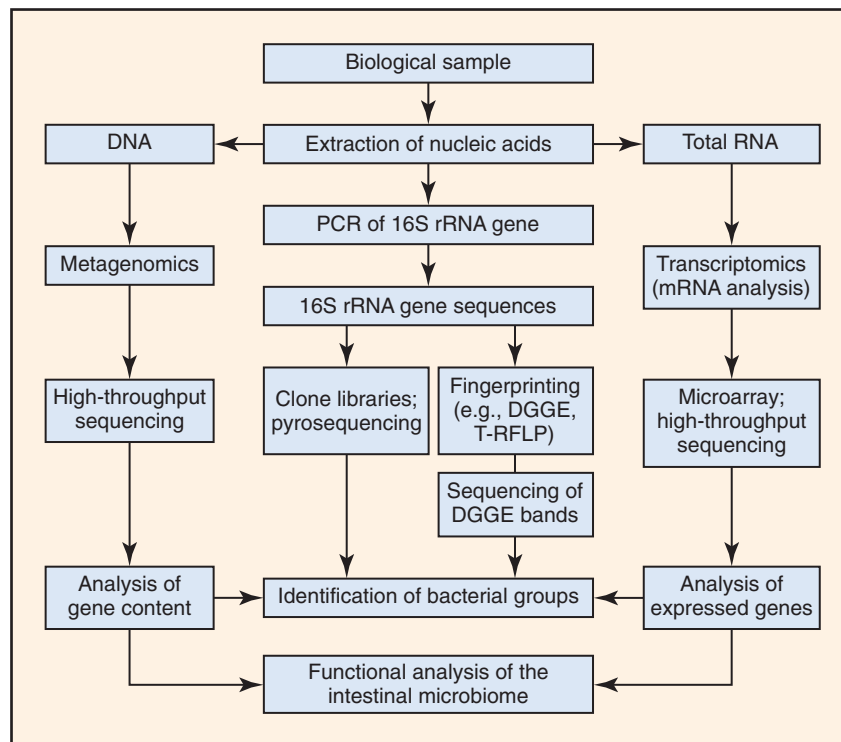 Biological sample
DNA
Extraction of nucleic acids
Total RNA
PCR of 16S rRNA gene
Metagenomics
Transcriptomics
(mRNA analysis)
16S rRNA gene sequences
High-throughput
sequencing
Clone libraries;
pyrosequencing
Fingerprinting
(e.g., DGGE,
T-RFLP)
Microarray;
high-throughput
sequencing
Sequencing of
DGGE bands
Analysis of
gene content
Identification of bacterial groups
Analysis of
expressed genes
Functional analysis of the
intestinal microbiome